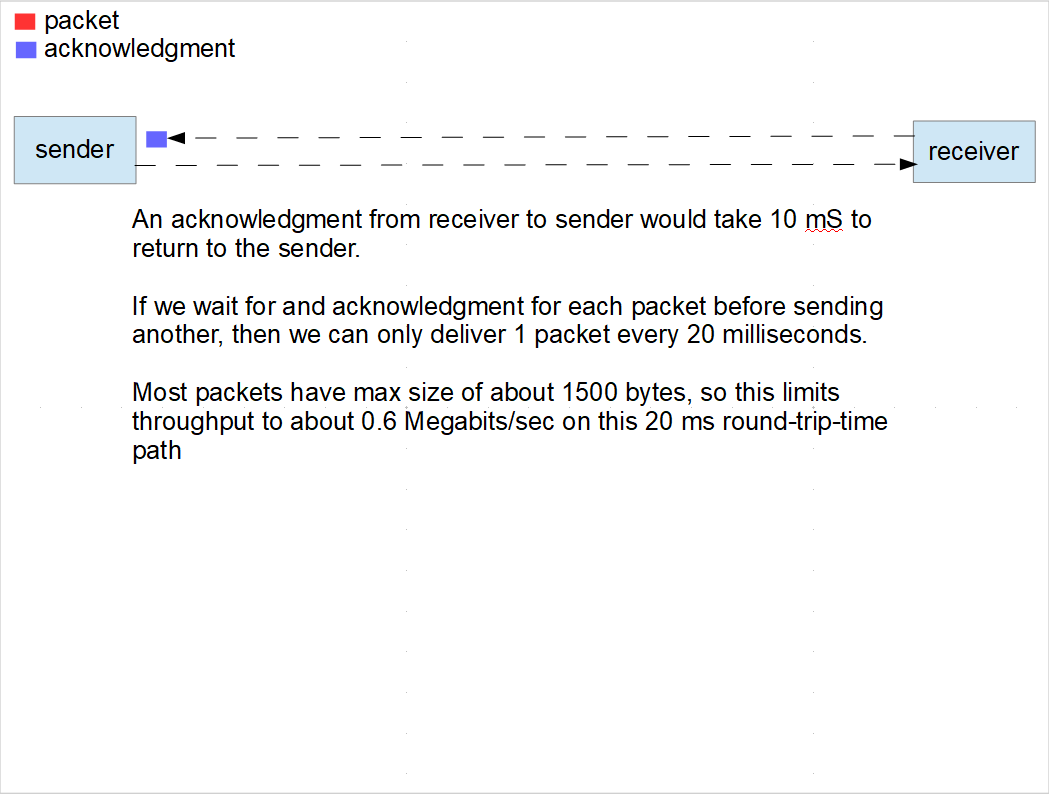 packet
acknowledgment
sender
receiver
An acknowledgment from receiver to sender would take 10 mS to
return to the sender.
If we wait for and acknowledgment for each packet before sending
another, then we can only deliver 1 packet every 20 milliseconds.
Most packets have max size of about 1500 bytes, so this limits
throughput to about 0.6 Megabits/sec on this 20 ms round-trip-time
path